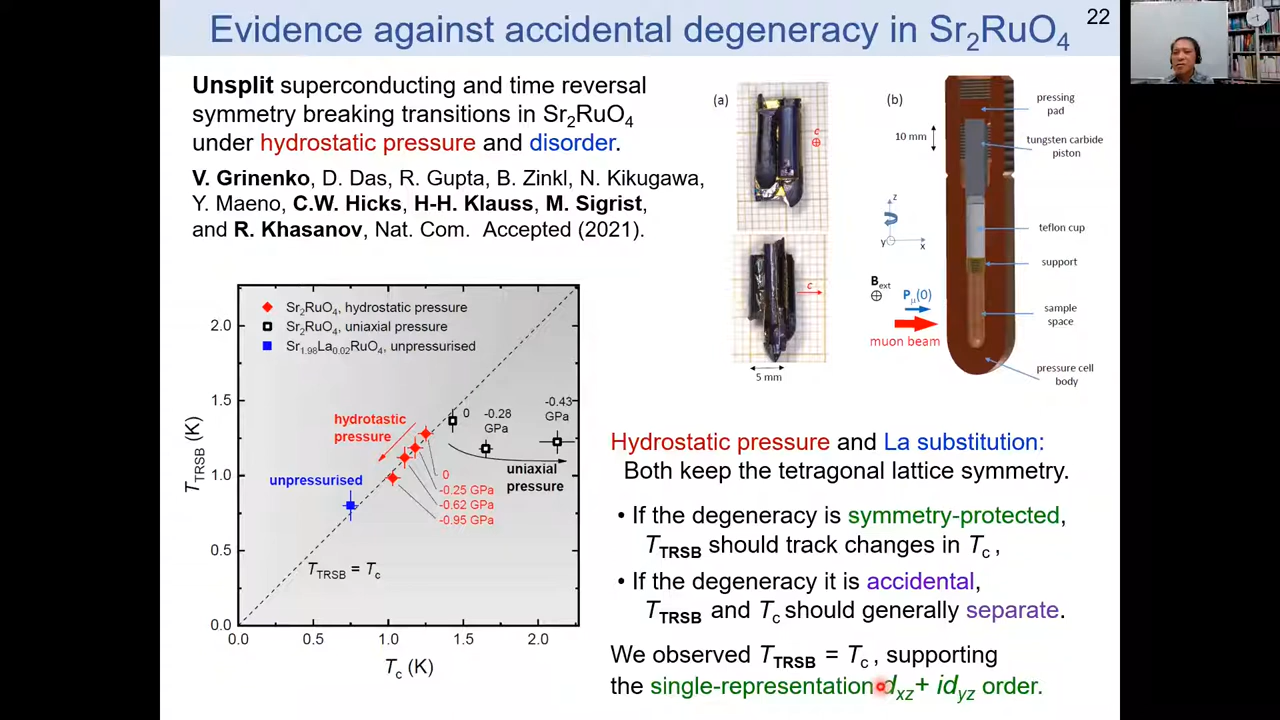 Evidence against accidental degeneracy in Sr2RuO4
22
Unsplit superconducting and time reversal
symmetry breaking transitions in Sr2RuO4
under hydrostatic pressure and disorder.
V. Grinenko, D. Das, R. Gupta, B. Zinkl, N. Kikugawa,
Y. Maeno, C.W. Hicks, H-H. Klauss, M. Sigrist,
and R. Khasanov, Nat. Com. Accepted (2021).
(a)
c
c
5 mm
(b)
10 mm
pressing
pad
tungsten carbide
piston
teflon cup
support
sample
space
pressure cell
body
z
y
x
Bext
Pμ(0)
muon beam
Sr2RuO4, hydrostatic pressure
Sr2RuO4, uniaxial pressure
Sr1.98La0.02RuO4, unpressurised
hydrotastic
pressure
0
-0.28
GPa
-0.43
GPa
uniaxial
pressure
unpressurised
0
-0.25 GPa
-0.62 GPa
-0.95 GPa
TTRSB = Tc
TTRSB (K)
2.0
1.5
1.0
0.5
0.0
0.0
0.5
1.0
1.5
2.0
Tc (K)
Hydrostatic pressure and La substitution:
Both keep the tetragonal lattice symmetry.
• If the degeneracy is symmetry-protected,
TTRSB should track changes in Tc ,
• If the degeneracy it is accidental,
TTRSB and Tc should generally separate.
We observed TTRSB = Tc , supporting
the single-representation dxz+ idyz order.